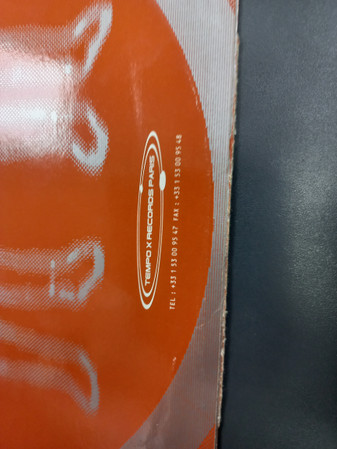 TEMPO X RECORDS PARIS
TEL : +33 1 53 00 95 47 FAX : +33 1 53 00 95 48